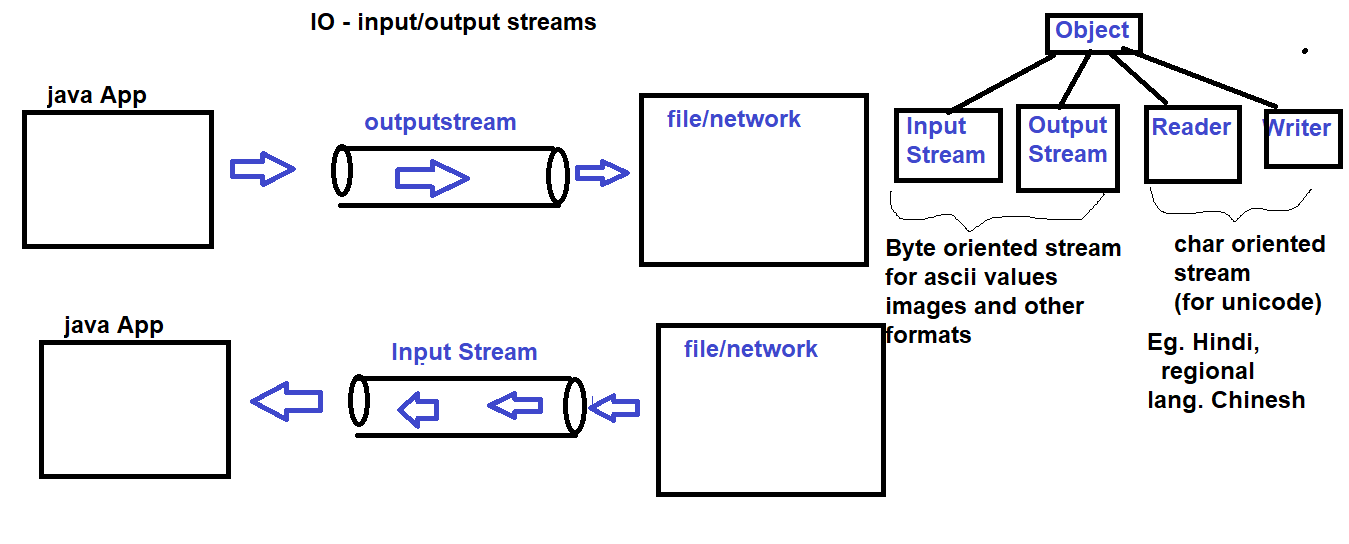 IO - input/output streams
java App
outputstream
file/network
java App
Input Stream
file/network
Object
Input
Stream
Output
Stream
Reader
Writer
Byte oriented stream
for ascii values
images and other
formats
char oriented
stream
(for unicode)
Eg. Hindi,
regional
lang. Chinesh